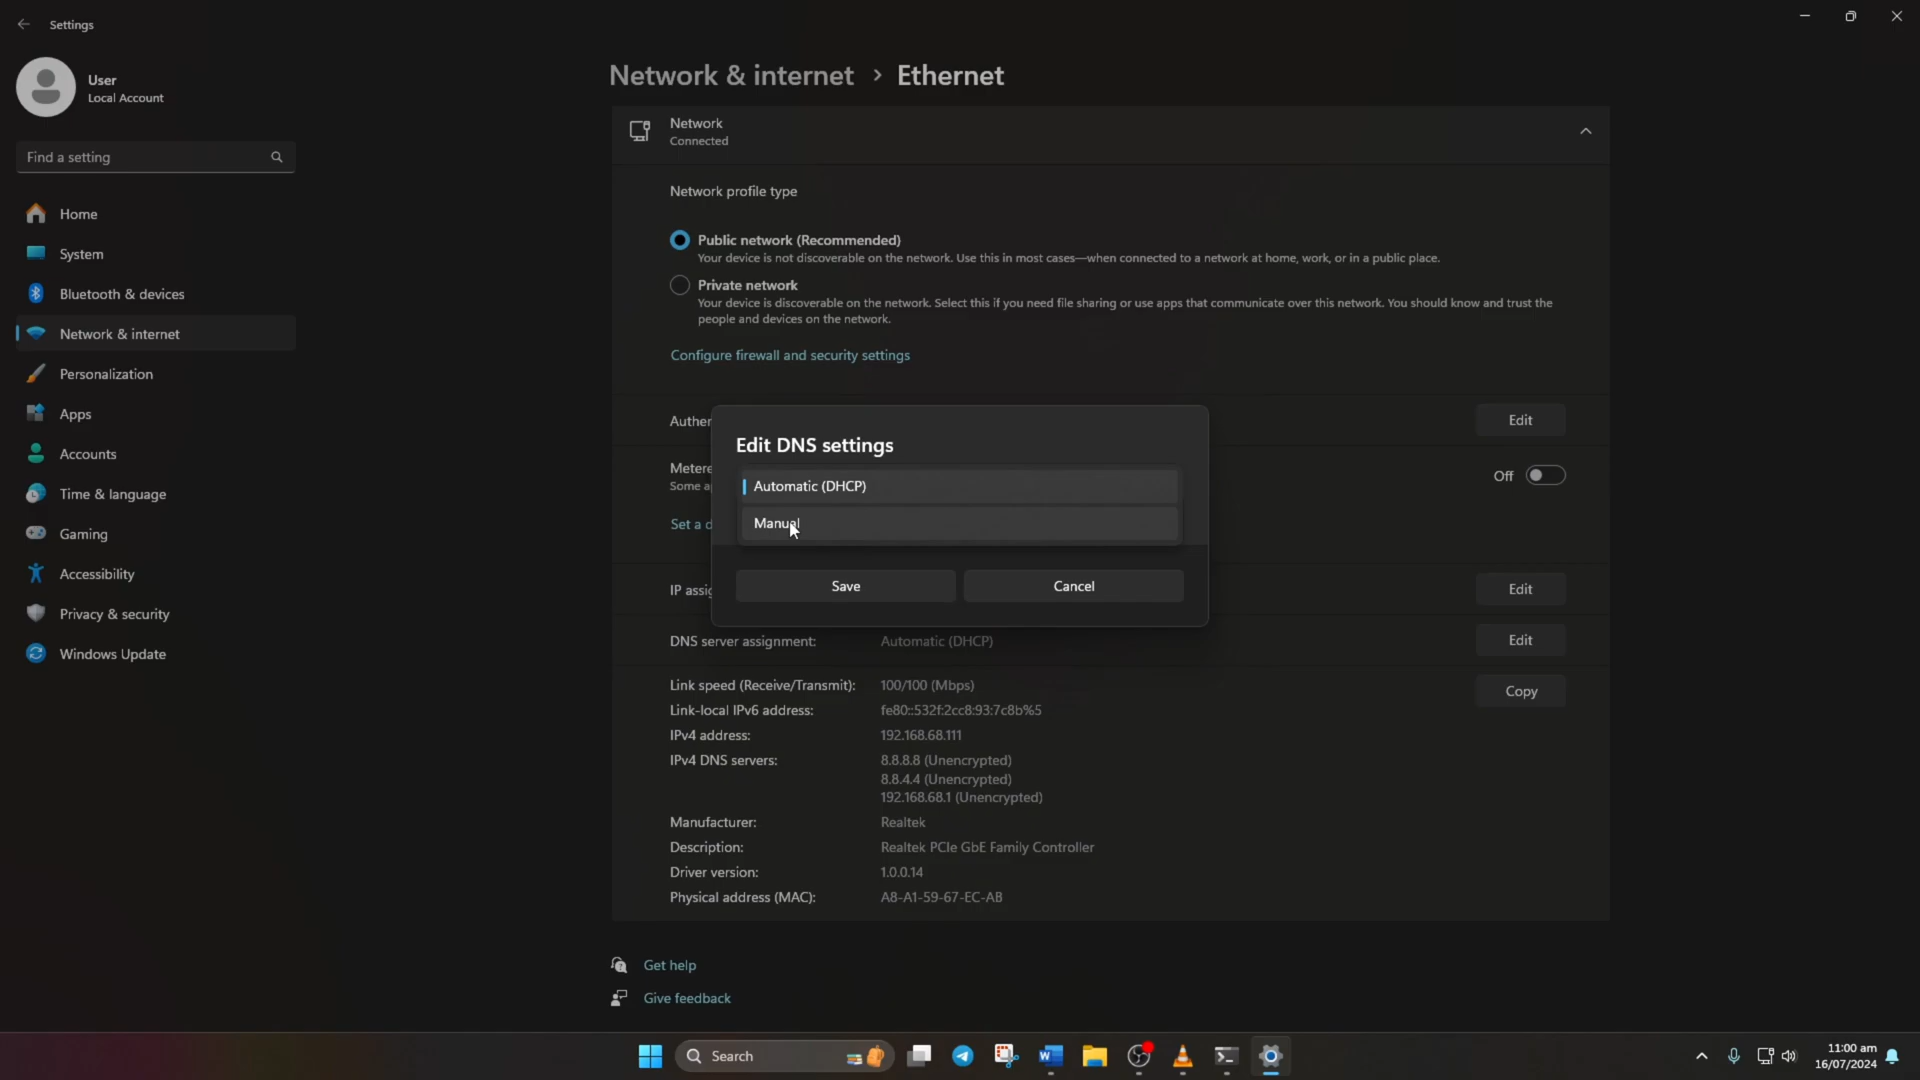 Settings
User
Local Account
Find a setting
Home
System
Bluetooth & devices
Network & internet
Personalization
Apps
Accounts
Time & language
Gaming
Accessibility
Privacy & security
Windows Update
Network & internet > Ethernet
Network
Connected
Network profile type
Public network (Recommended)
Your device is not discoverable on the network. Use this in most cases—when connected to a network at home, work, or in a public place.
Private network
Your device is discoverable on the network. Select this if you need file sharing or use apps that communicate over this network. You should know and trust the
people and devices on the network.
Configure firewall and security settings
Authen
Edit
Metere
Some a
Off
Set a d
Edit DNS settings
Automatic (DHCP)
Manual
Save Cancel
IP assig
Edit
DNS server assignment: Automatic (DHCP) Edit
Link speed (Receive/Transmit): 100/100 (Mbps) Copy
Link-local IPv6 address: fe80::532f:2cc8:93:7c8b%5
IPv4 address: 192.168.68.111
IPv4 DNS servers: 8.8.8.8 (Unencrypted)
8.8.4.4 (Unencrypted)
192.168.68.1 (Unencrypted)
Manufacturer: Realtek
Description: Realtek PCIe GbE Family Controller
Driver version: 1.0.0.14
Physical address (MAC): A8-A1-59-67-EC-AB
Get help
Give feedback
Search
11:00 am
16/07/2024